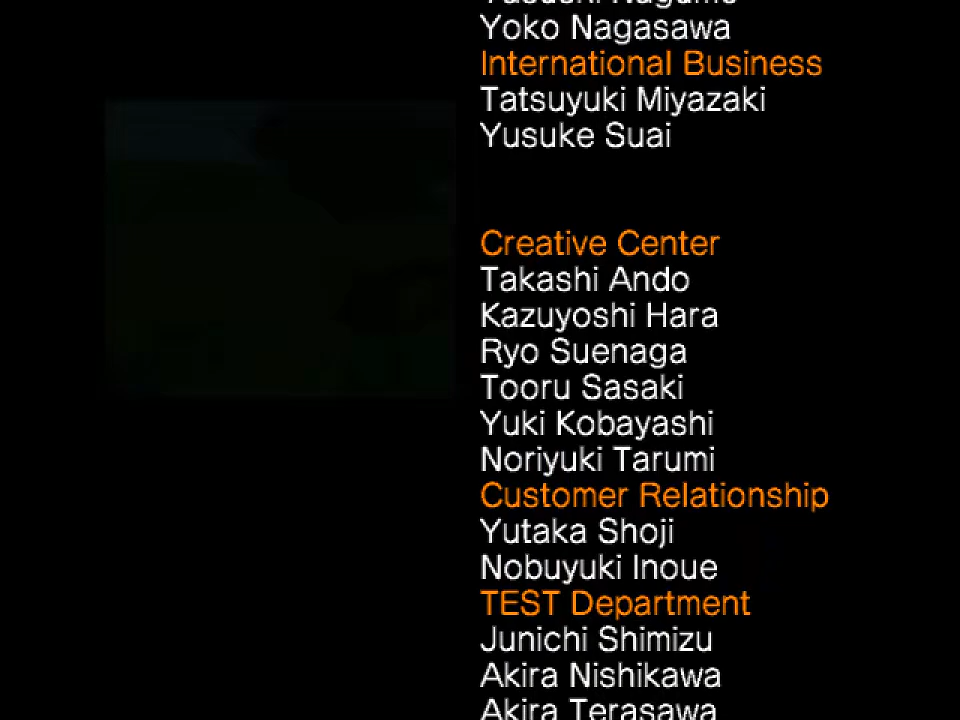 Yoko Nagasawa
International Business
Tatsuyuki Miyazaki
Yusuke Suai
Creative Center
Takashi Ando
Kazuyoshi Hara
Ryo Suenaga
Tooru Sasaki
Yuki Kobayashi
Noriyuki Tarumi
Customer Relationship
Yutaka Shoji
Nobuyuki Inoue
TEST Department
Junichi Shimizu
Akira Nishikawa
Akira Terasawa